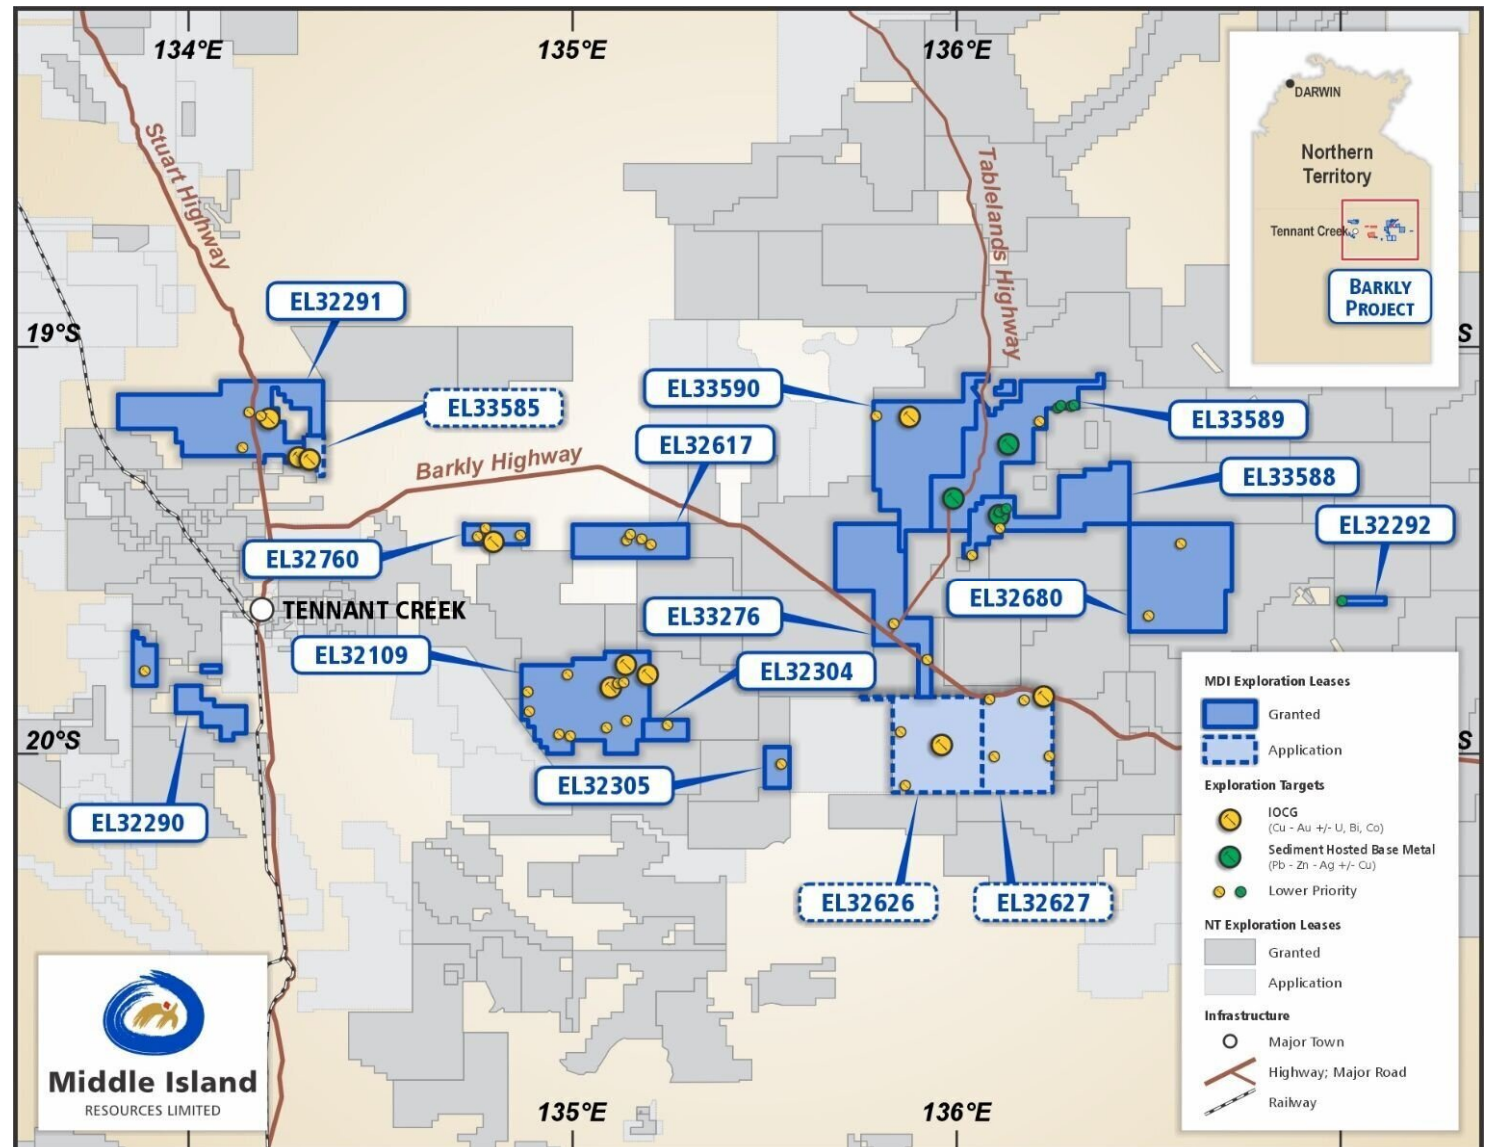 134°E
135°E
136°E
DARWIN
Northern
Territory
Tennant Creek
BARKLY
PROJECT
Stuart Highway
Tablelands Highway
Barkly Highway
19°S
S
EL32291
EL33585
EL33590
EL32617
EL33589
EL33588
EL32292
EL32760
TENNANT CREEK
EL32680
EL33276
EL32109
EL32304
EL32305
EL32290
20°S
S
EL32626
EL32627
MDI Exploration Leases
Granted
Application
Exploration Targets
IOCG
(Cu - Au +/- U, Bi, Co)
Sediment Hosted Base Metal
(Pb - Zn - Ag +/- Cu)
Lower Priority
NT Exploration Leases
Granted
Application
Infrastructure
Major Town
Highway; Major Road
Railway
Middle Island
RESOURCES LIMITED
135°E
136°E